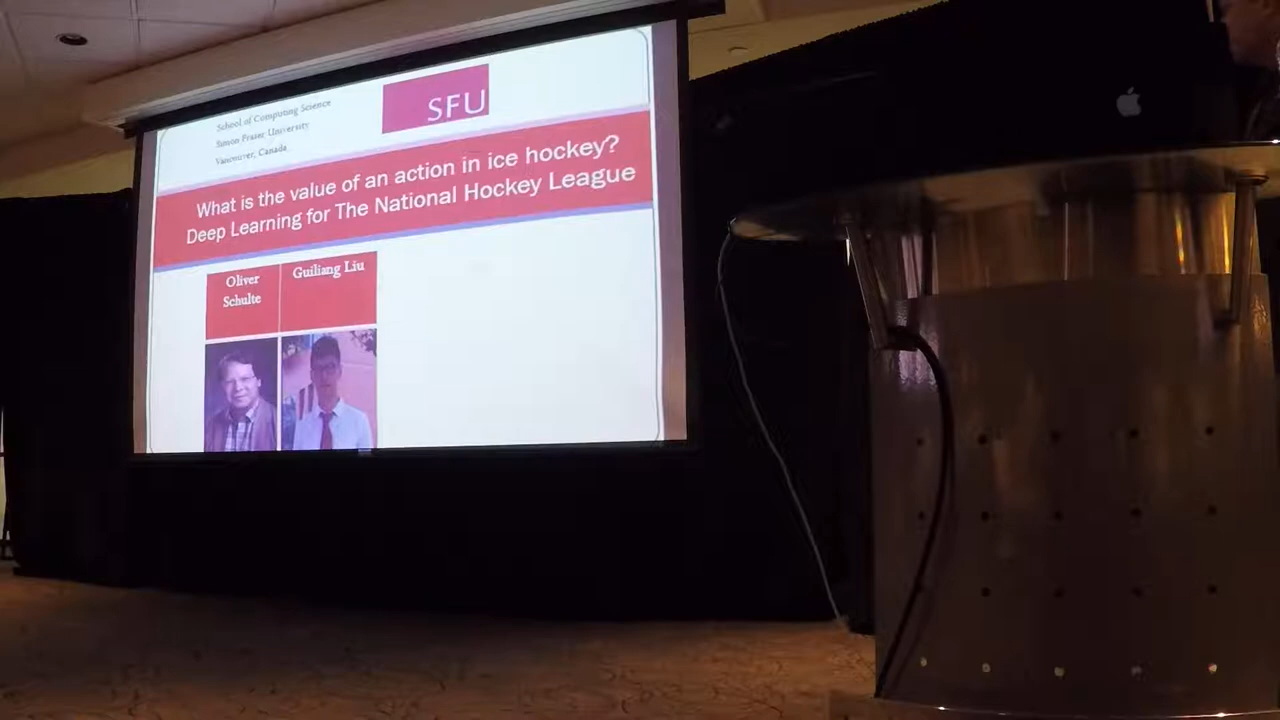 School of Computing Science
Simon Fraser University
Vancouver, Canada
SFU
What is the value of an action in ice hockey?
Deep Learning for The National Hockey League
Oliver
Schulte
Guiliang Liu